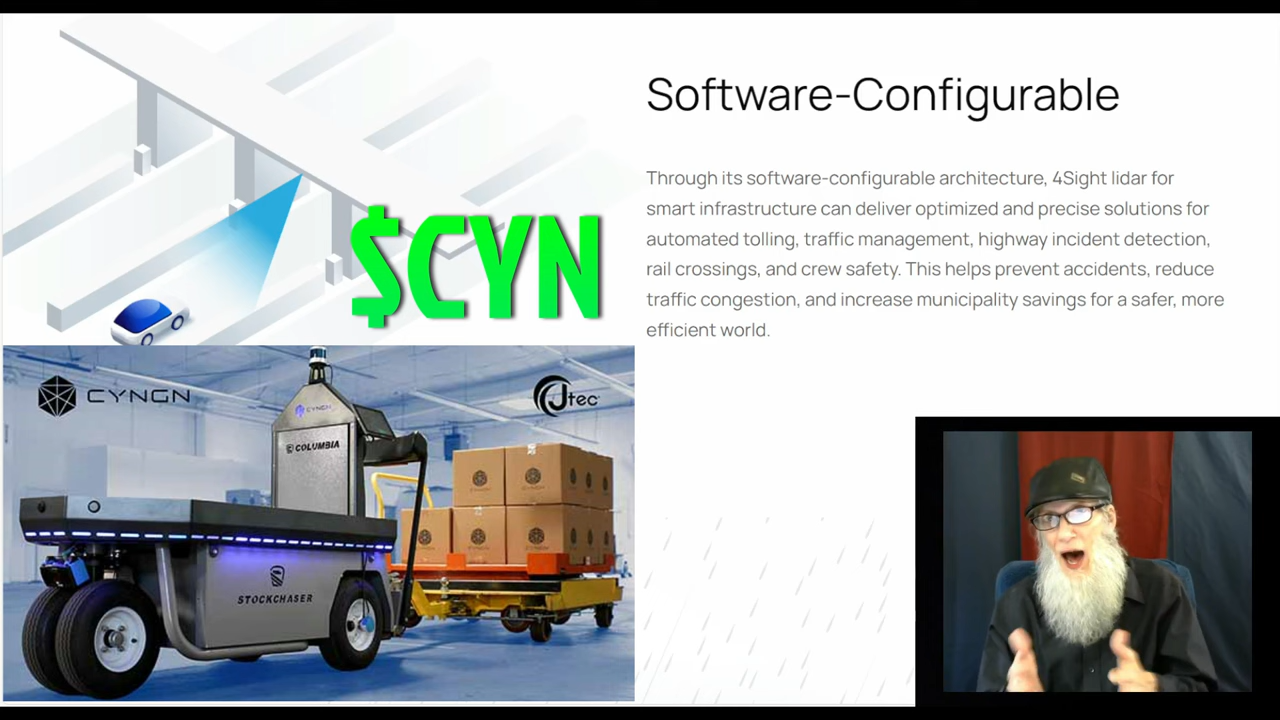 Software-Configurable
Through its software-configurable architecture, 4Sight lidar for
smart infrastructure can deliver optimized and precise solutions for
automated tolling, traffic management, highway incident detection,
rail crossings, and crew safety. This helps prevent accidents, reduce
traffic congestion, and increase municipality savings for a safer, more
efficient world.
$CYN
CYNGN
Jtec
CYNGN
COLUMBIA
STOCKCHASER